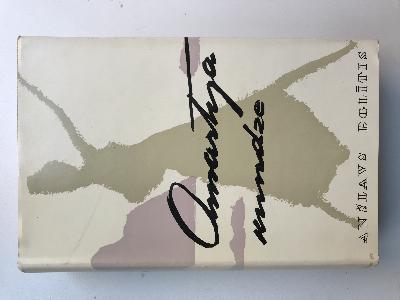 Omartija
kundze
ANŠLAVS EGLĪTIS